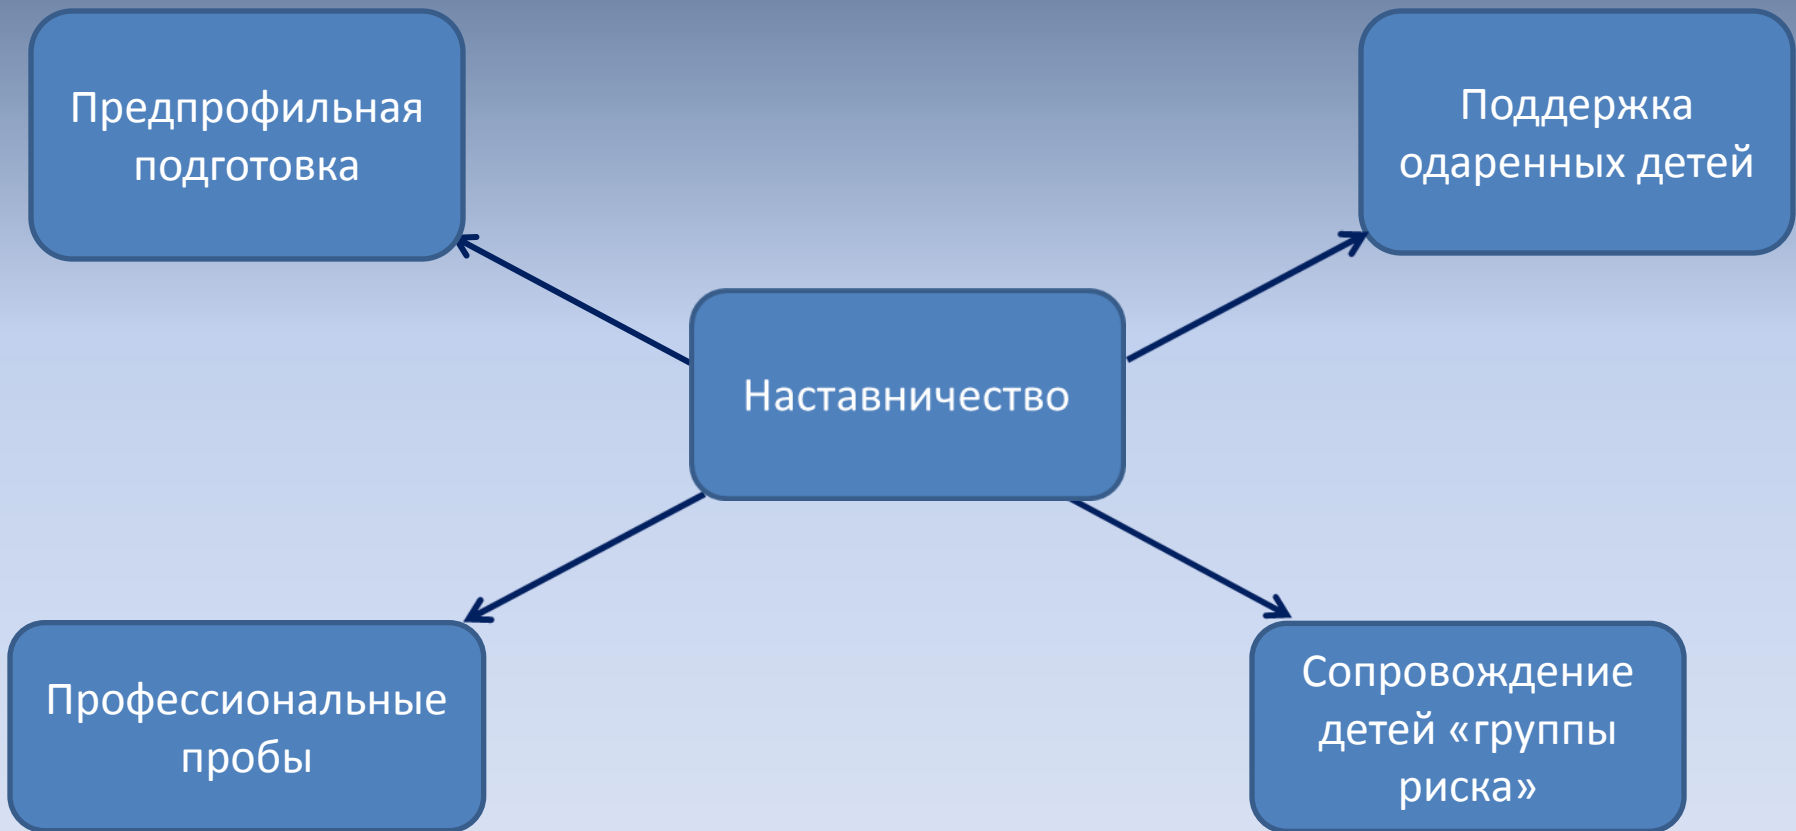 Предпрофильная
подготовка
Поддержка
одаренных детей
Наставничество
Профессиональные
пробы
Сопровождение
детей «группы
риска»